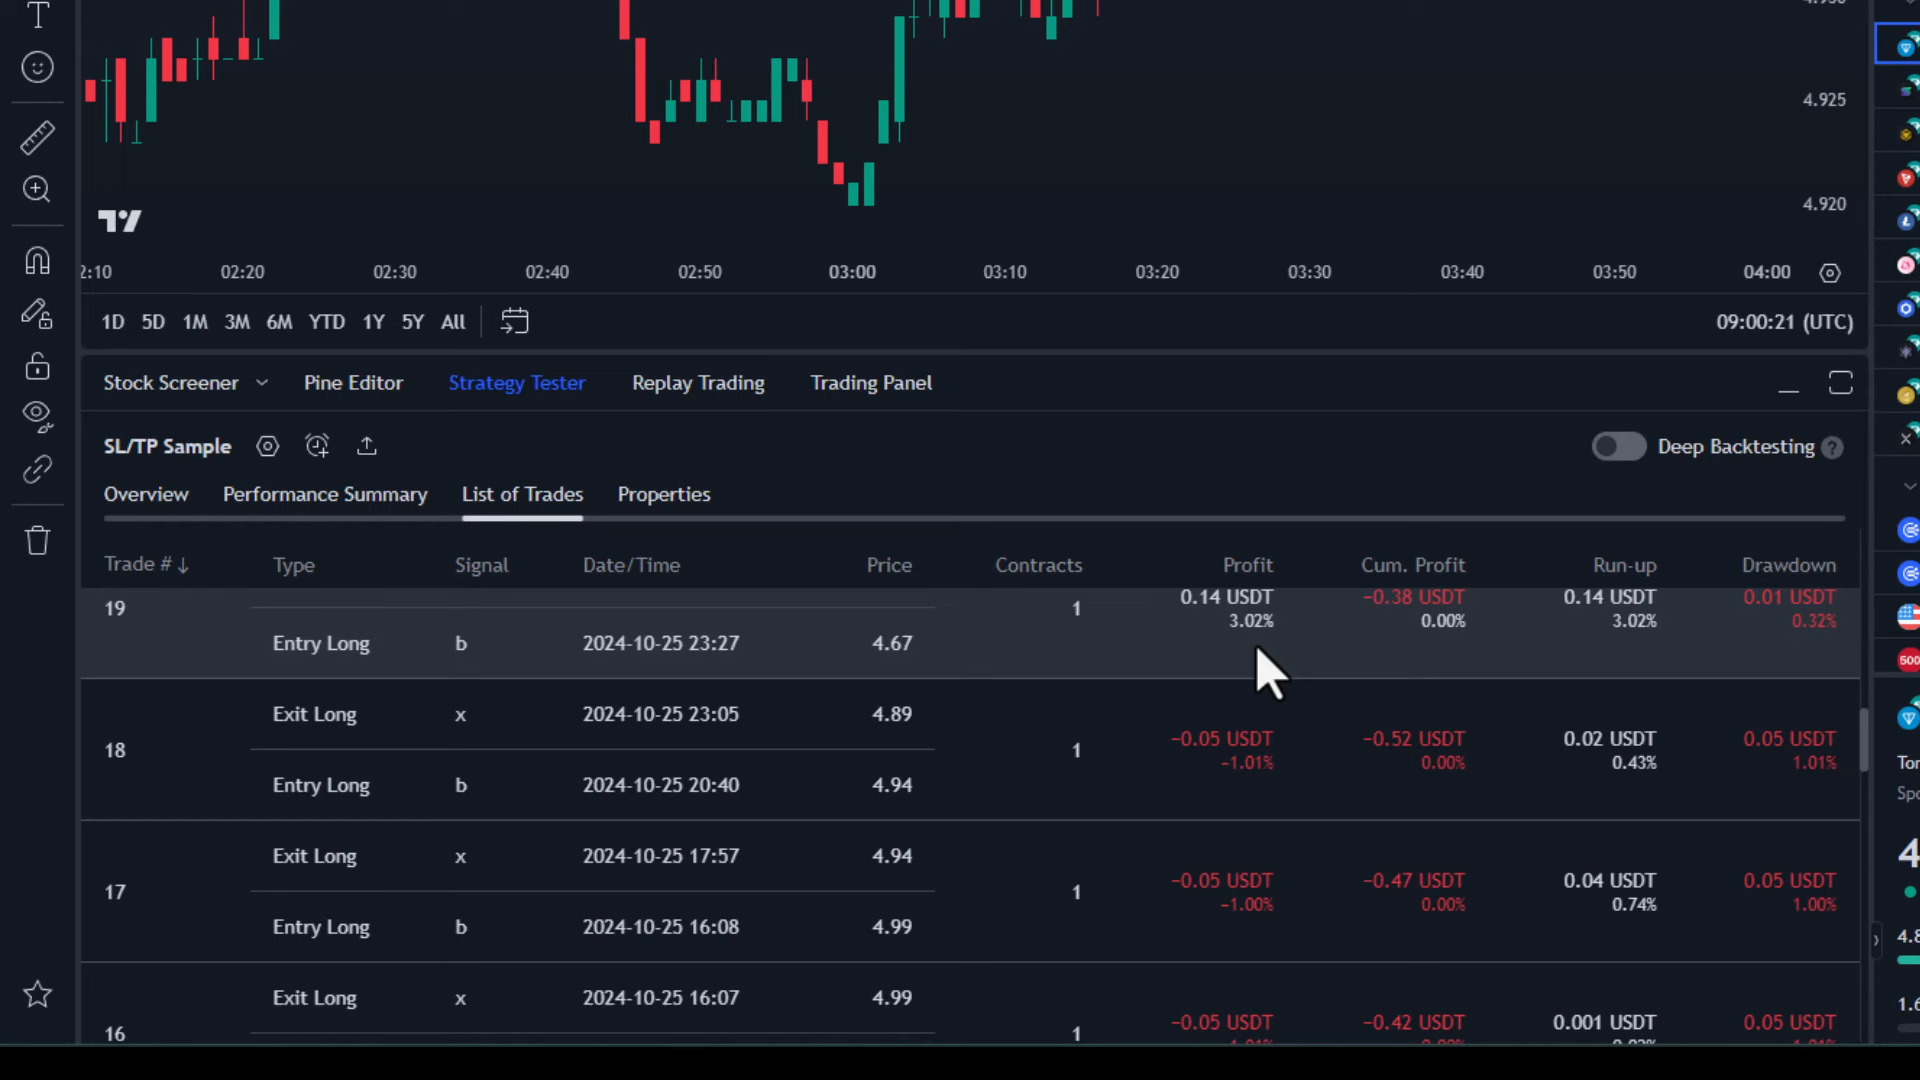 T
4.925
4.920
02:20 02:30 02:40 02:50 03:00 03:10 03:20 03:30 03:40 03:50 04:00
1D 5D 1M 3M 6M YTD 1Y 5Y All 09:00:21 (UTC)
Stock Screener Pine Editor Strategy Tester Replay Trading Trading Panel
SL/TP Sample Deep Backtesting ?
Overview Performance Summary List of Trades Properties
Trade # ↓ Type Signal Date/Time Price Contracts Profit Cum. Profit Run-up Drawdown
19 1 0.14 USDT −0.38 USDT 0.14 USDT 0.01 USDT
3.02% 0.00% 3.02% 0.32%
Entry Long b 2024-10-25 23:27 4.67
Exit Long x 2024-10-25 23:05 4.89
18 1 −0.05 USDT −0.52 USDT 0.02 USDT 0.05 USDT
−1.01% 0.00% 0.43% 1.01%
Entry Long b 2024-10-25 20:40 4.94
Exit Long x 2024-10-25 17:57 4.94
17 1 −0.05 USDT −0.47 USDT 0.04 USDT 0.05 USDT
−1.00% 0.00% 0.74% 1.00%
Entry Long b 2024-10-25 16:08 4.99
Exit Long x 2024-10-25 16:07 4.99
16 1 −0.05 USDT −0.42 USDT 0.001 USDT 0.05 USDT
500